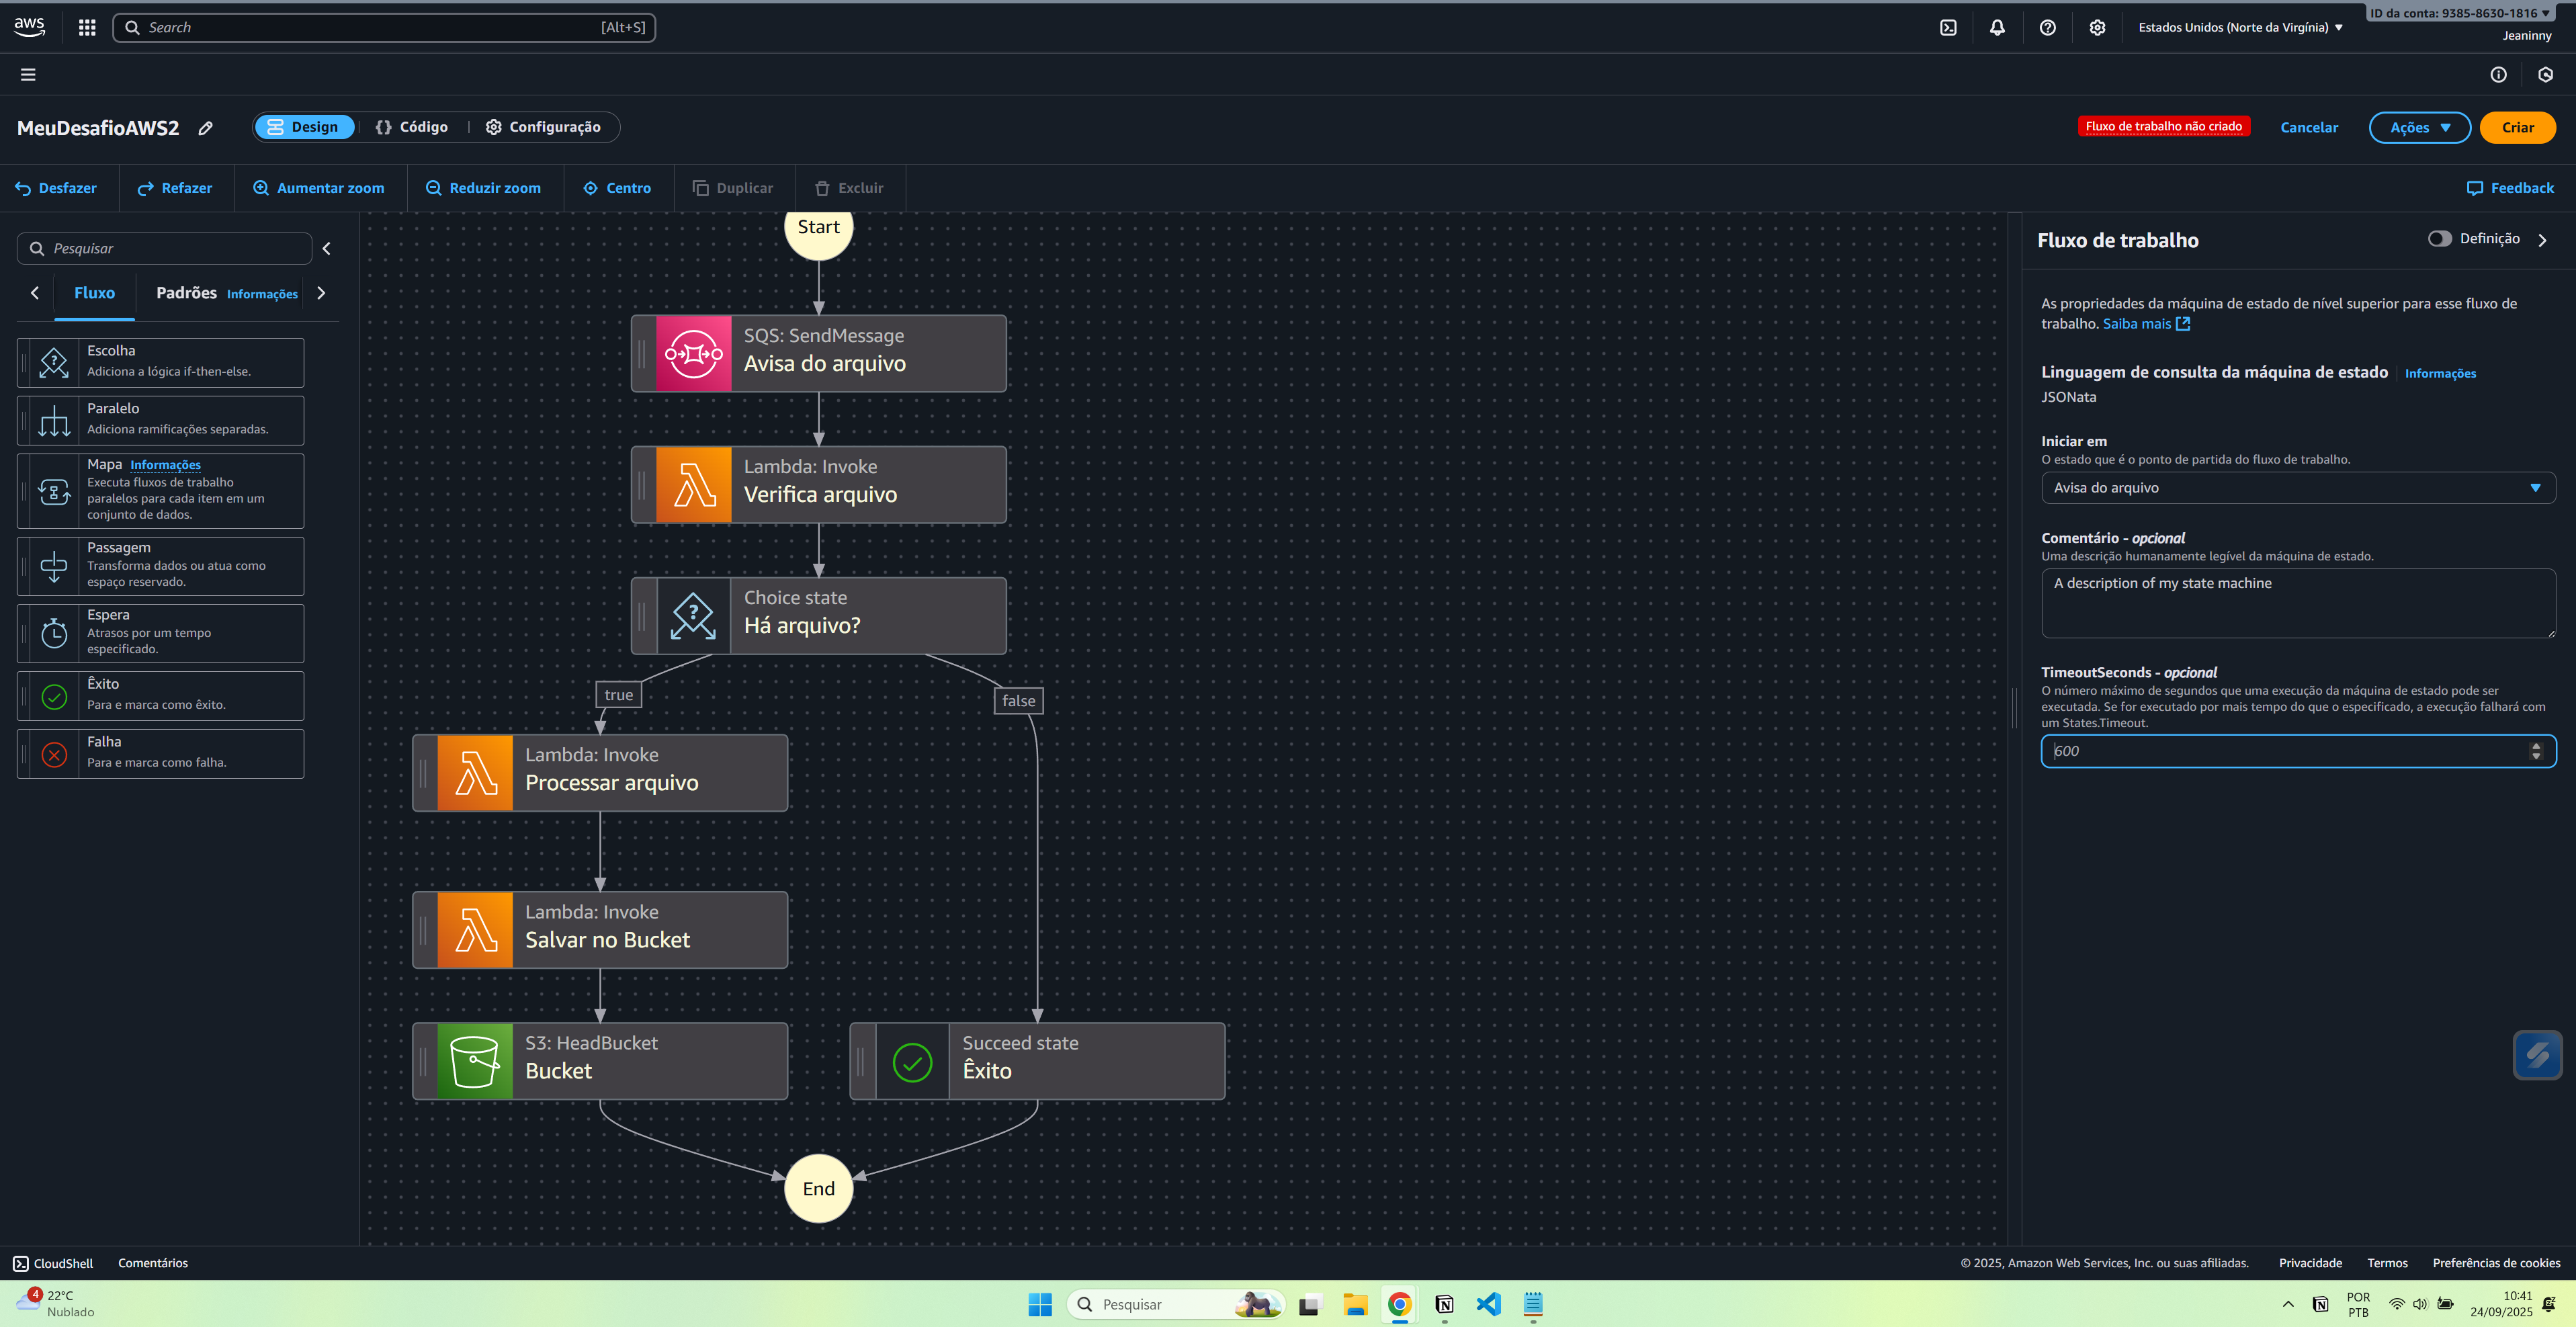 aws
Search
[Alt+S]
Estados Unidos (Norte da Virgínia)
ID da conta: 9385-8630-1816
Jeaninny
MeuDesafioAWS2
Design
Código
Configuração
Fluxo de trabalho não criado
Cancelar
Ações
Criar
Desfazer
Refazer
Aumentar zoom
Reduzir zoom
Centro
Duplicar
Excluir
Feedback
Pesquisar
Fluxo
Padrões Informações
Escolha
Adiciona a lógica if-then-else.
Paralelo
Adiciona ramificações separadas.
Mapa Informações
Executa fluxos de trabalho
paralelos para cada item em um
conjunto de dados.
Passagem
Transforma dados ou atua como
espaço reservado.
Espera
Atrasos por um tempo
especificado.
Êxito
Para e marca como êxito.
Falha
Para e marca como falha.
Start
SQS: SendMessage
Avisa do arquivo
Lambda: Invoke
Verifica arquivo
Choice state
Há arquivo?
true
false
Lambda: Invoke
Processar arquivo
Lambda: Invoke
Salvar no Bucket
S3: HeadBucket
Bucket
Succeed state
Êxito
End
Fluxo de trabalho
Definição
As propriedades da máquina de estado de nível superior para esse fluxo de
trabalho. Saiba mais
Linguagem de consulta da máquina de estado Informações
JSONata
Iniciar em
O estado que é o ponto de partida do fluxo de trabalho.
Avisa do arquivo
Comentário - opcional
Uma descrição humanamente legível da máquina de estado.
A description of my state machine
TimeoutSeconds - opcional
O número máximo de segundos que uma execução da máquina de estado pode ser
executada. Se for executado por mais tempo do que o especificado, a execução falhará com
um States.Timeout.
600
CloudShell
Comentários
© 2025, Amazon Web Services, Inc. ou suas afiliadas.
Privacidade
Termos
Preferências de cookies
4
22°C
Nublado
Pesquisar
POR
PTB
10:41
24/09/2025